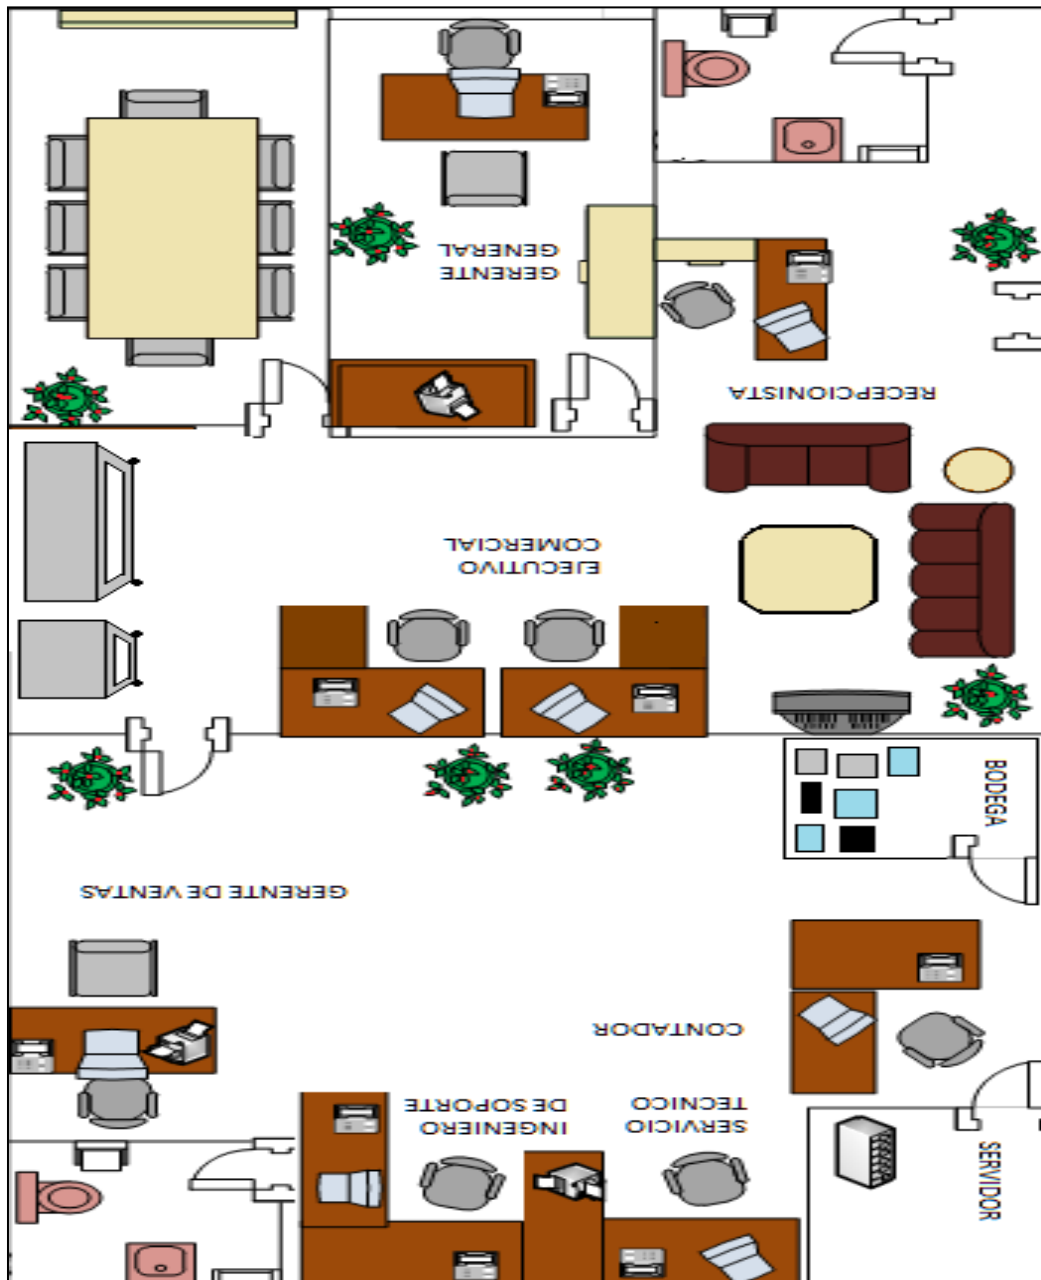 GERENTE
GENERAL
RECEPCIONISTA
EJECUTIVO
COMERCIAL
BODEGA
GERENTE DE VENTAS
CONTADOR
INGENIERO
DE SOPORTE
SERVICIO
TECNICO
SERVIDOR